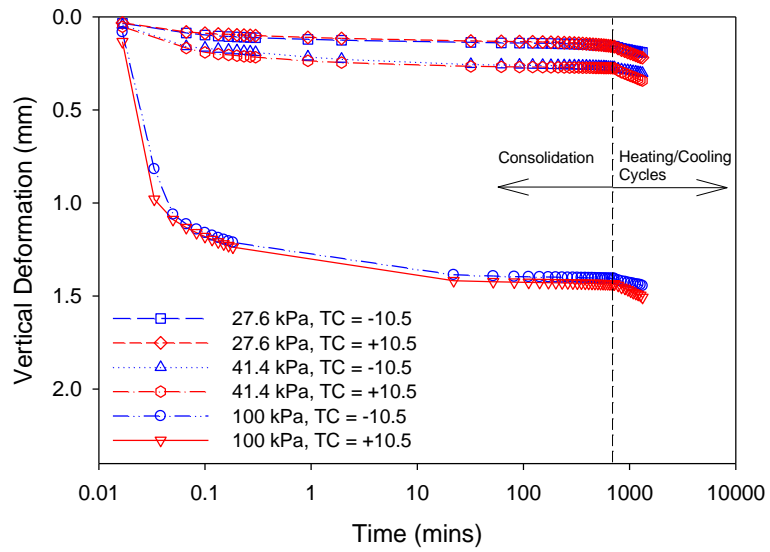 0.0
0.5
1.0
1.5
2.0
Vertical Deformation (mm)
Consolidation
Heating/Cooling
Cycles
27.6 kPa, TC = -10.5
27.6 kPa, TC = +10.5
41.4 kPa, TC = -10.5
41.4 kPa, TC = +10.5
100 kPa, TC = -10.5
100 kPa, TC = +10.5
0.01 0.1 1 10 100 1000 10000
Time (mins)